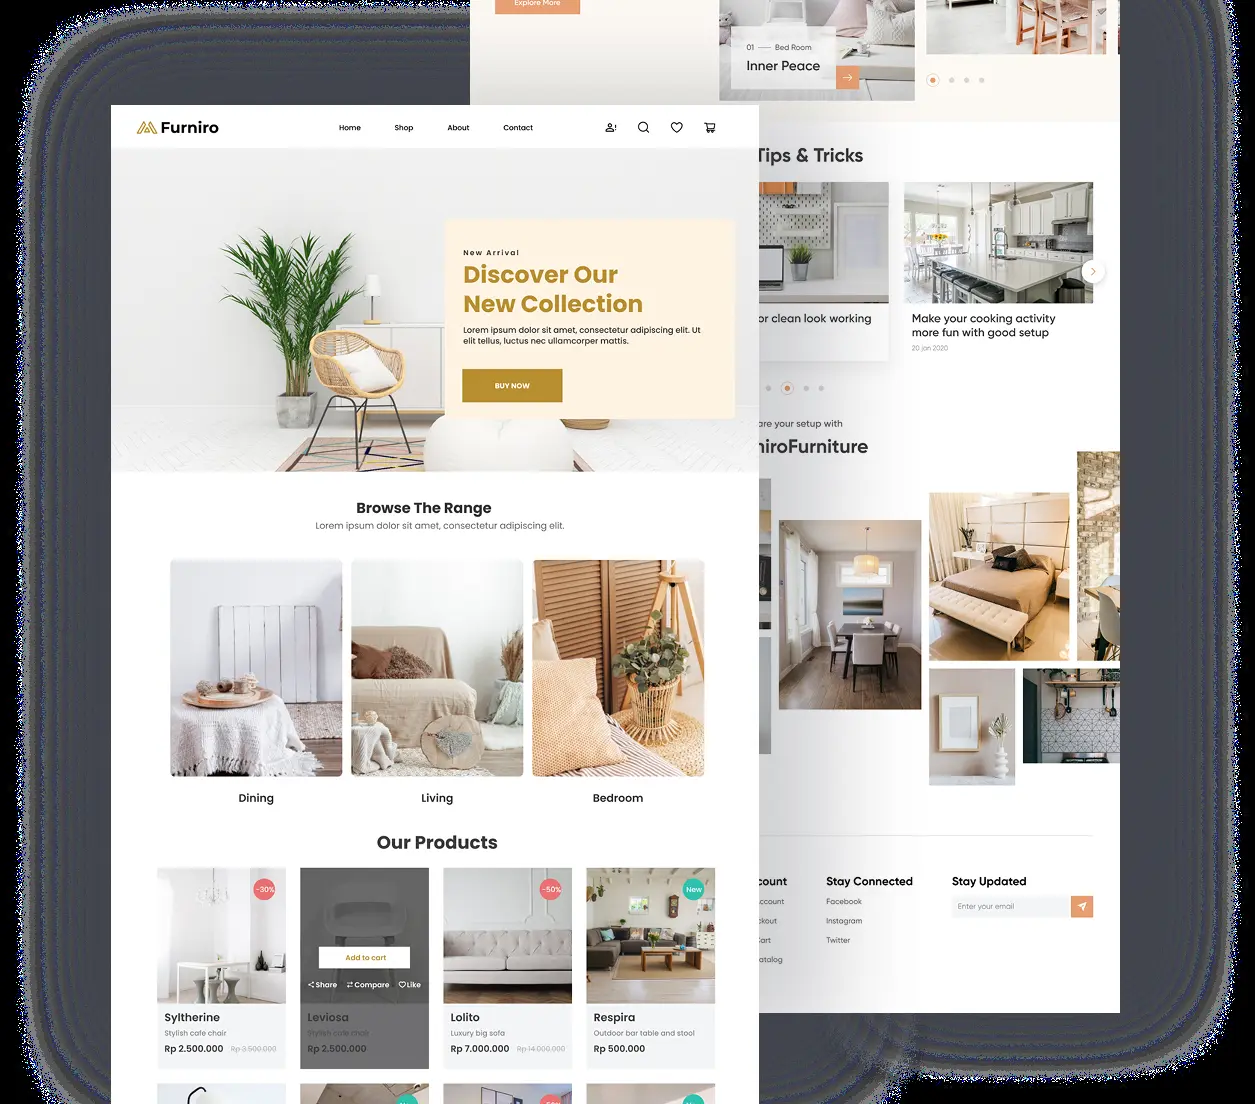 Explore More
01 Bed Room
Inner Peace
Furniro
Home
Shop
About
Contact
New Arrival
Discover Our
New Collection
Lorem ipsum dolor sit amet, consectetur adipiscing elit. Ut
elit tellus, luctus nec ullamcorper mattis.
BUY NOW
Browse The Range
Lorem ipsum dolor sit amet, consectetur adipiscing elit.
Dining
Living
Bedroom
Our Products
-30%
-50%
New
Add to cart
Share
Compare
Like
Syltherine
Stylish cafe chair
Rp 2.500.000 Rp 3.500.000
Leviosa
Stylish cafe chair
Rp 2.500.000
Lolito
Luxury big sofa
Rp 7.000.000 Rp 14.000.000
Respira
Outdoor bar table and stool
Rp 500.000
-50%
Tips & Tricks
or clean look working
Make your cooking activity
more fun with good setup
20 jan 2020
are your setup with
niroFurniture
count
ccount
ckout
Cart
atalog
Stay Connected
Facebook
Instagram
Twitter
Stay Updated
Enter your email